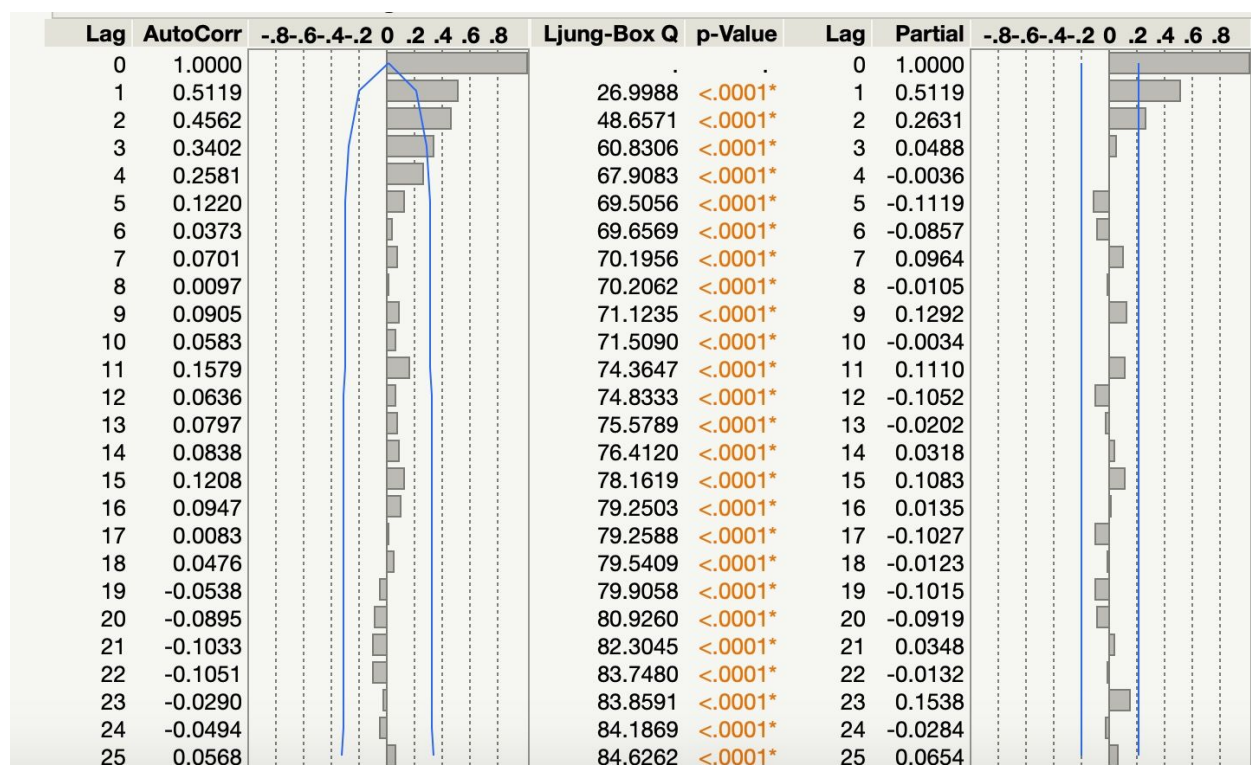 Lag AutoCorr -.8-.6-.4-.2 0 .2 .4 .6 .8 Ljung-Box Q p-Value Lag Partial -.8-.6-.4-.2 0 .2 .4 .6 .8
0 1.0000 . . 0 1.0000
1 0.5119 26.9988 <.0001* 1 0.5119
2 0.4562 48.6571 <.0001* 2 0.2631
3 0.3402 60.8306 <.0001* 3 0.0488
4 0.2581 67.9083 <.0001* 4 -0.0036
5 0.1220 69.5056 <.0001* 5 -0.1119
6 0.0373 69.6569 <.0001* 6 -0.0857
7 0.0701 70.1956 <.0001* 7 0.0964
8 0.0097 70.2062 <.0001* 8 -0.0105
9 0.0905 71.1235 <.0001* 9 0.1292
10 0.0583 71.5090 <.0001* 10 -0.0034
11 0.1579 74.3647 <.0001* 11 0.1110
12 0.0636 74.8333 <.0001* 12 -0.1052
13 0.0797 75.5789 <.0001* 13 -0.0202
14 0.0838 76.4120 <.0001* 14 0.0318
15 0.1208 78.1619 <.0001* 15 0.1083
16 0.0947 79.2503 <.0001* 16 0.0135
17 0.0083 79.2588 <.0001* 17 -0.1027
18 0.0476 79.5409 <.0001* 18 -0.0123
19 -0.0538 79.9058 <.0001* 19 -0.1015
20 -0.0895 80.9260 <.0001* 20 -0.0919
21 -0.1033 82.3045 <.0001* 21 0.0348
22 -0.1051 83.7480 <.0001* 22 -0.0132
23 -0.0290 83.8591 <.0001* 23 0.1538
24 -0.0494 84.1869 <.0001* 24 -0.0284
25 0.0568 84.6262 <.0001* 25 0.0654